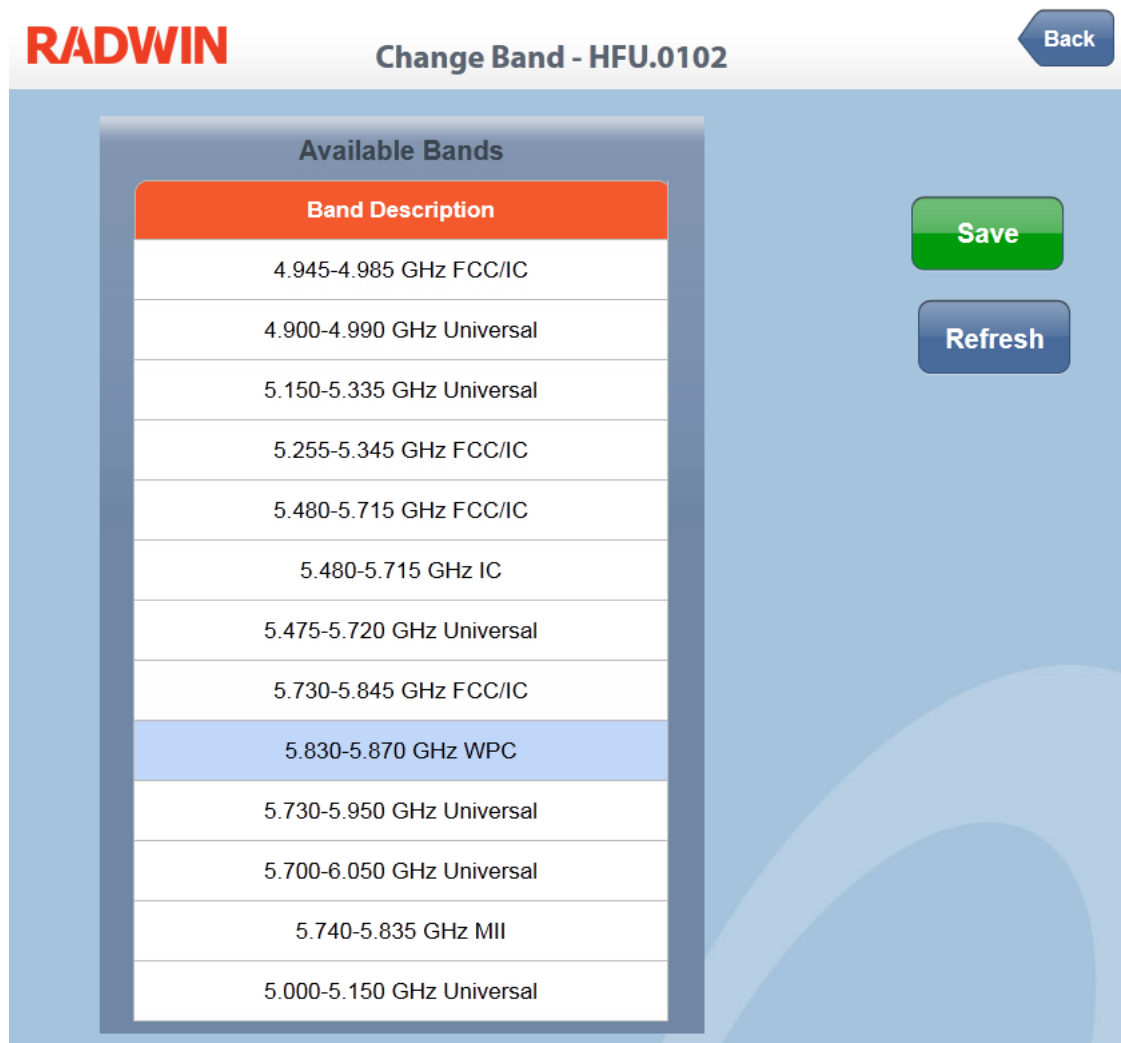 RADWIN
Change Band - HFU.0102
Back
Available Bands
Band Description
4.945-4.985 GHz FCC/IC
4.900-4.990 GHz Universal
5.150-5.335 GHz Universal
5.255-5.345 GHz FCC/IC
5.480-5.715 GHz FCC/IC
5.480-5.715 GHz IC
5.475-5.720 GHz Universal
5.730-5.845 GHz FCC/IC
5.830-5.870 GHz WPC
5.730-5.950 GHz Universal
5.700-6.050 GHz Universal
5.740-5.835 GHz MII
5.000-5.150 GHz Universal
Save
Refresh